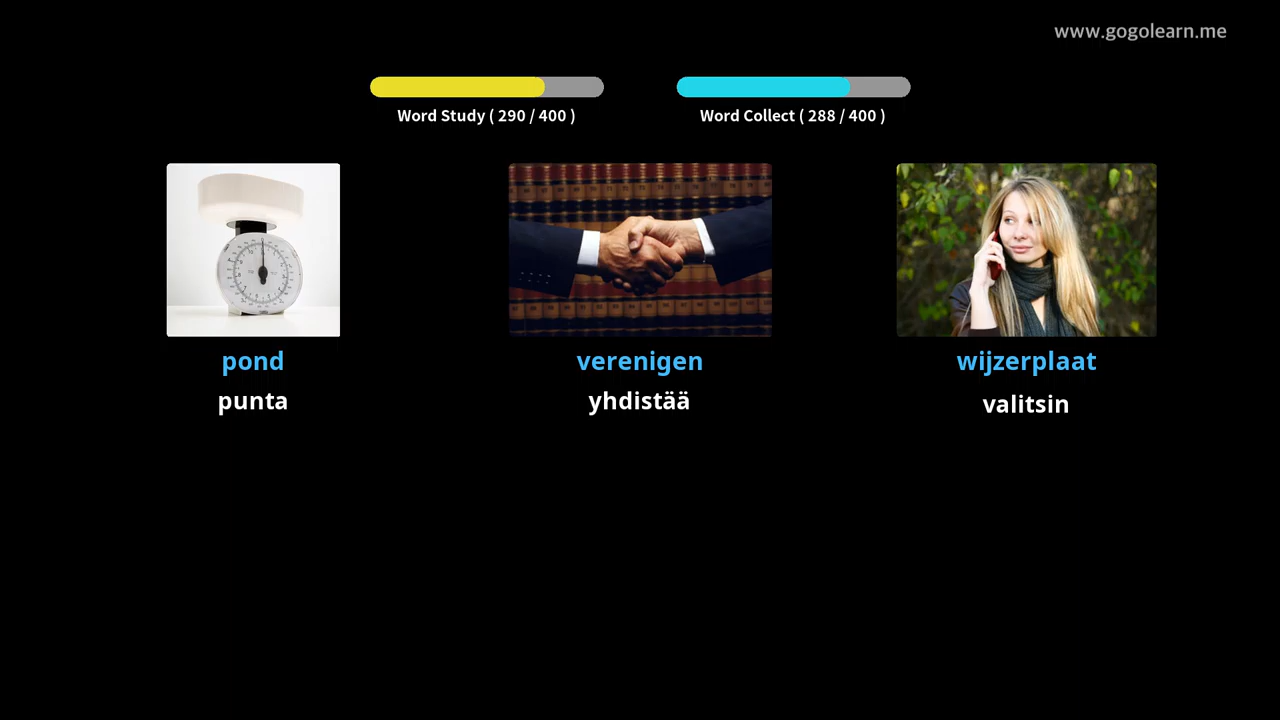 www.gogolearn.me
Word Study ( 290 / 400 )
Word Collect ( 288 / 400 )
pond
verenigen
wijzerplaat
punta
yhdistää
valitsin